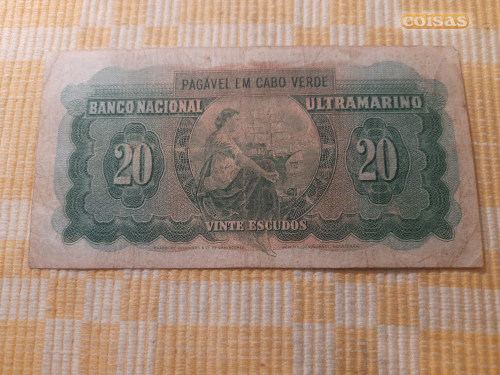 coisas
PAGÁVEL EM CABO VERDE
BANCO NACIONAL ULTRAMARINO
20 20
VINTE ESCUDOS